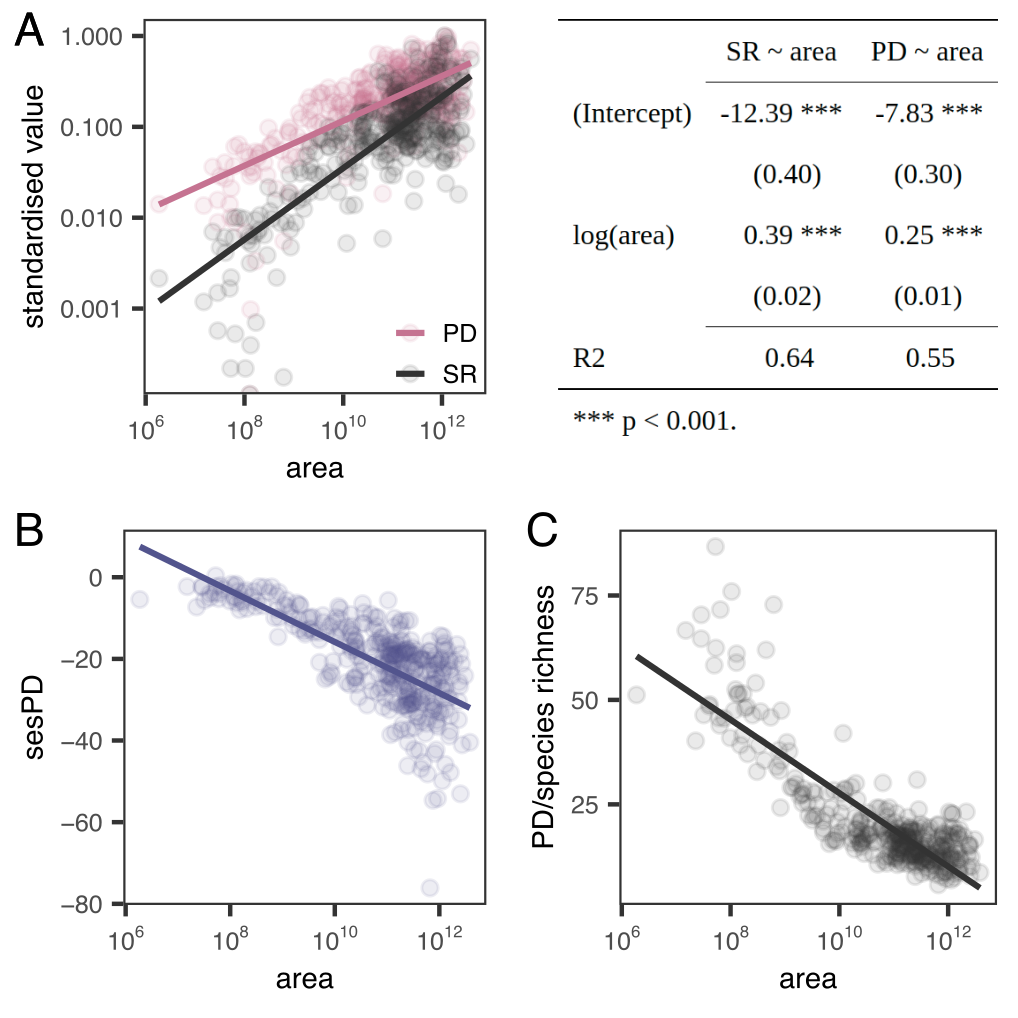 A
1.000
0.100
0.010
0.001
standardised value
PD
SR
10^6 10^8 10^10 10^12
area
SR ~ area PD ~ area
(Intercept) -12.39 *** -7.83 ***
(0.40) (0.30)
log(area) 0.39 *** 0.25 ***
(0.02) (0.01)
R2 0.64 0.55
*** p < 0.001.
B
0
−20
−40
−60
−80
sesPD
10^6 10^8 10^10 10^12
area
C
75
50
25
PD/species richness
10^6 10^8 10^10 10^12
area